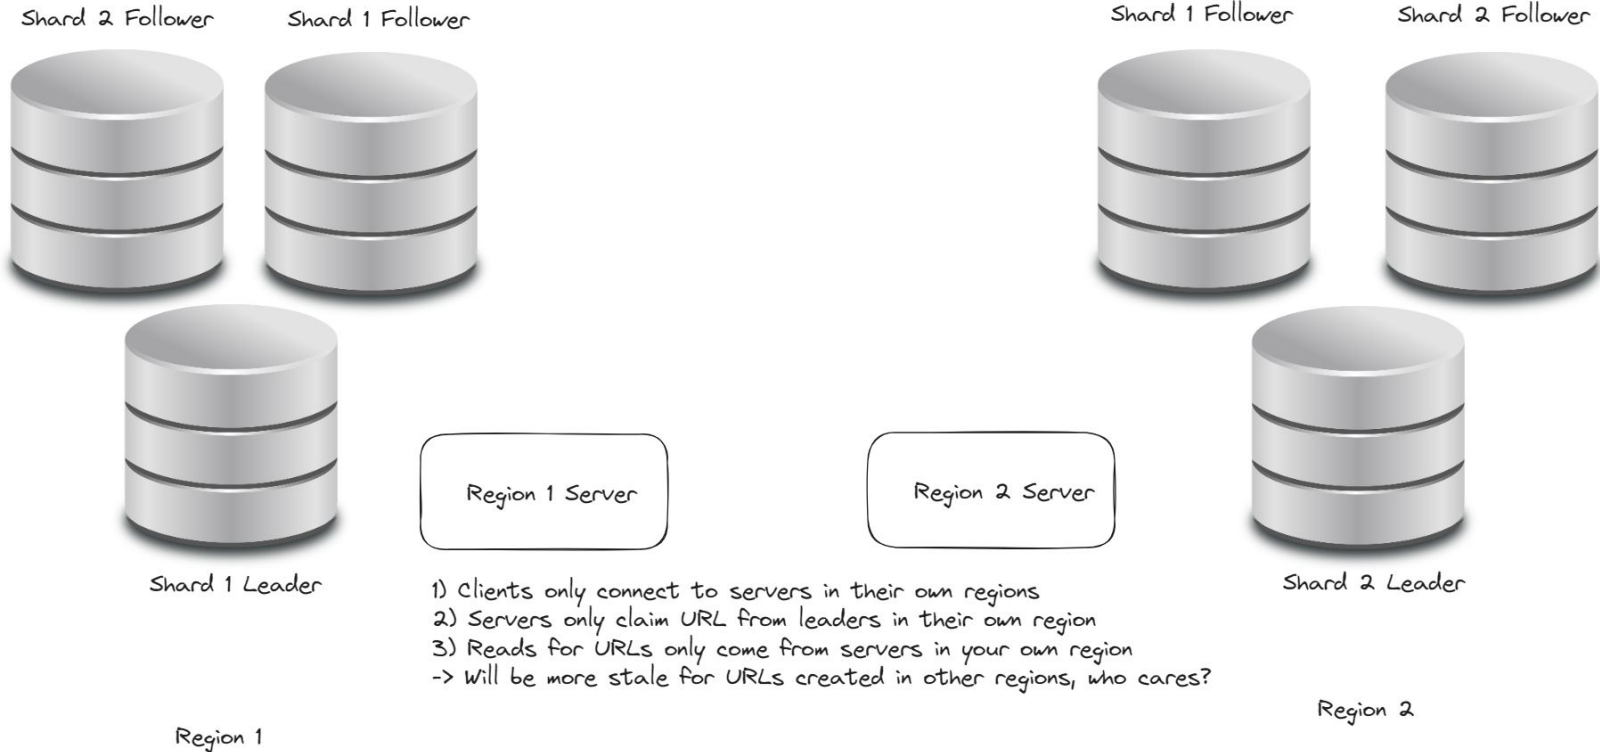 Shard 2 Follower
Shard 1 Follower
Shard 1 Follower
Shard 2 Follower
Region 1 Server
Region 2 Server
Shard 1 Leader
Shard 2 Leader
1) Clients only connect to servers in their own regions
2) Servers only claim URL from leaders in their own region
3) Reads for URLs only come from servers in your own region
-> Will be more stale for URLs created in other regions, who cares?
Region 1
Region 2